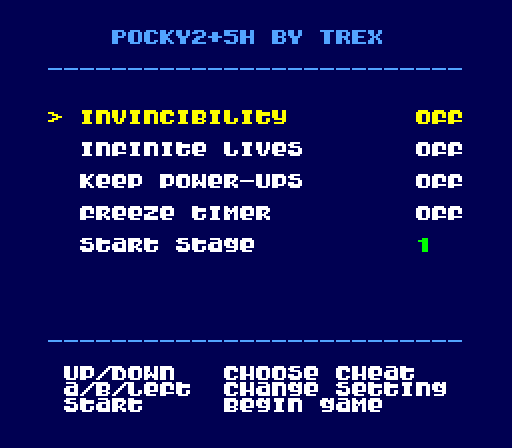 POCKY2+5H BY TREX
> INVINCIBILITY OFF
INFINITE LIVES OFF
KEEP POWER-UPS OFF
FREEZE TIMER OFF
START STAGE 1
UP/DOWN CHOOSE CHEAT
A/B/LEFT CHANGE SETTING
START BEGIN GAME